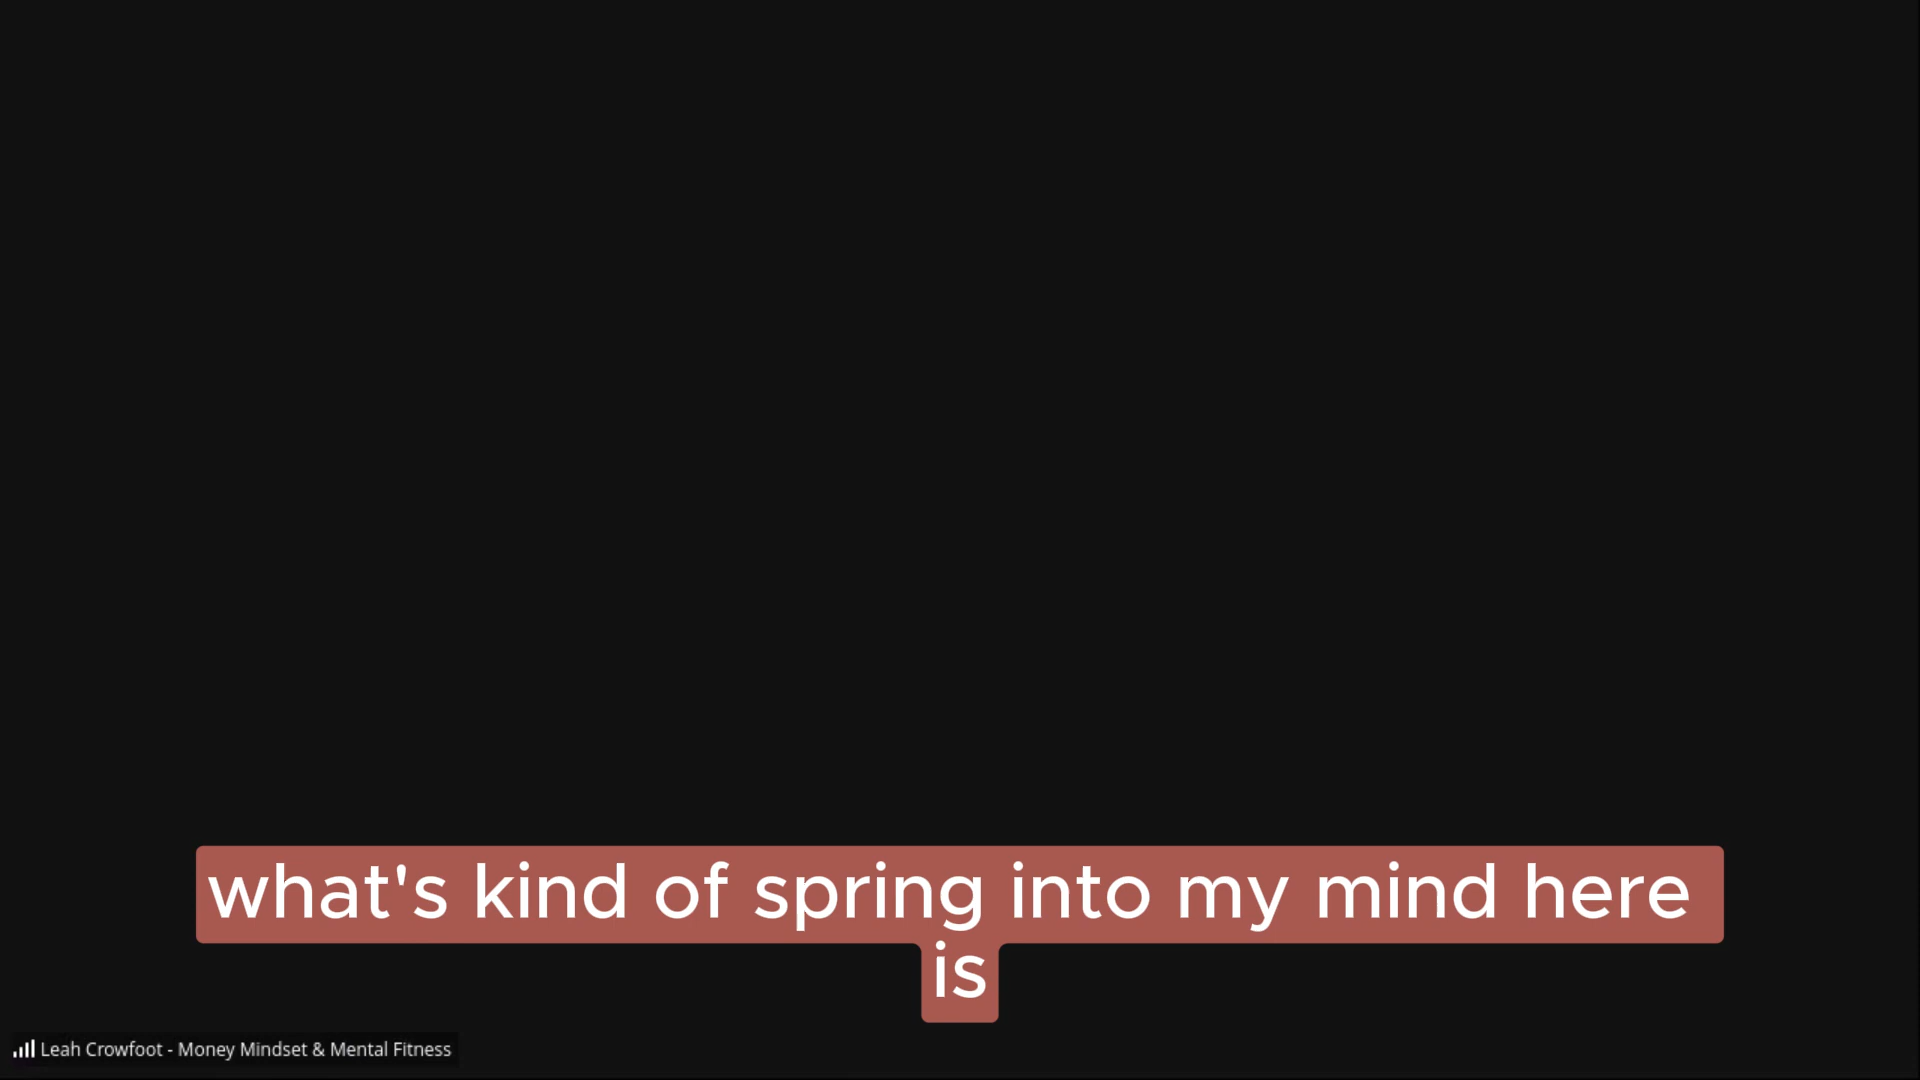 what's kind of spring into my mind here
is
Leah Crowfoot - Money Mindset & Mental Fitness